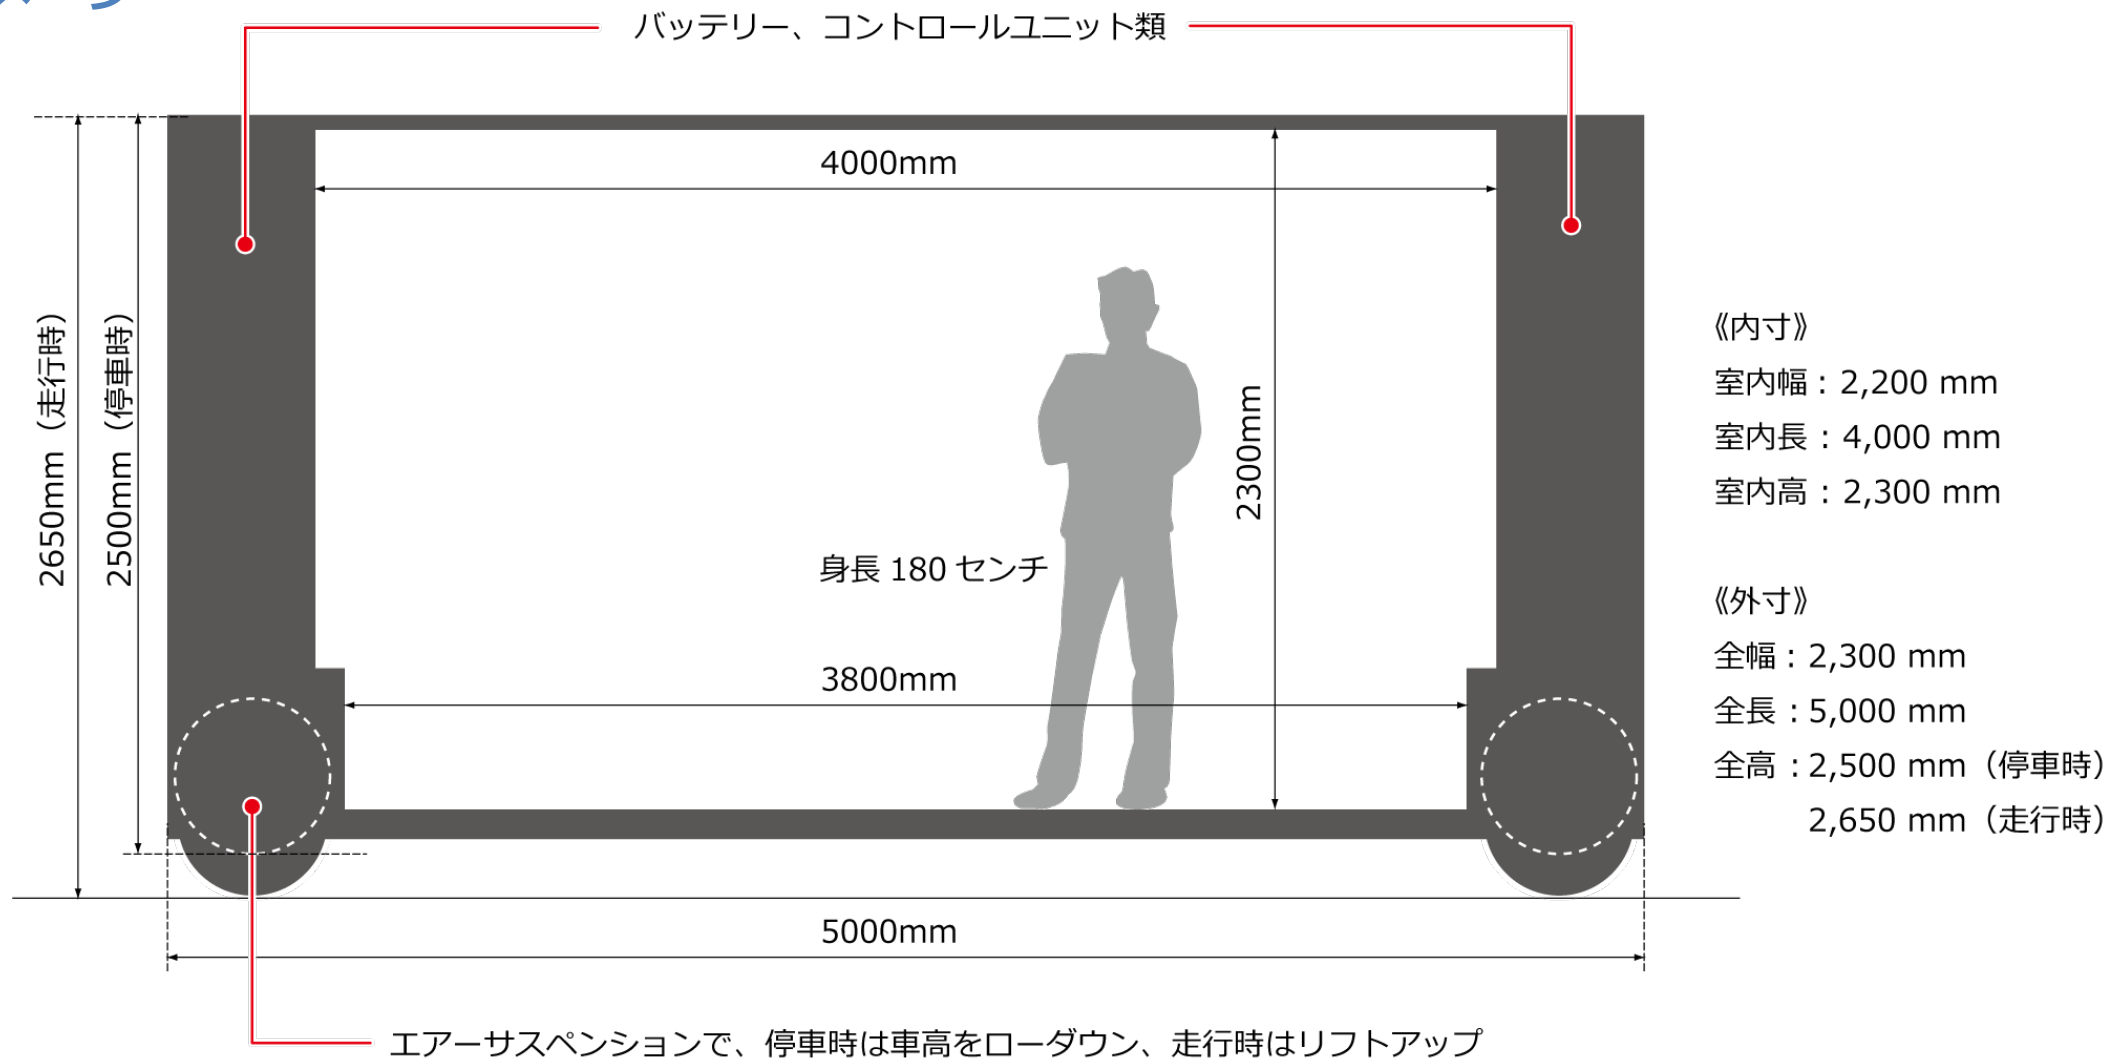 バッテリー、コントロールユニット類
4000mm
2650mm（走行時）
2500mm（停車時）
2300mm
身長 180 センチ
3800mm
5000mm
エアーサスペンションで、停車時は車高をローダウン、走行時はリフトアップ
《内寸》
室内幅：2,200 mm
室内長：4,000 mm
室内高：2,300 mm
《外寸》
全幅：2,300 mm
全長：5,000 mm
全高：2,500 mm（停車時）
2,650 mm（走行時）